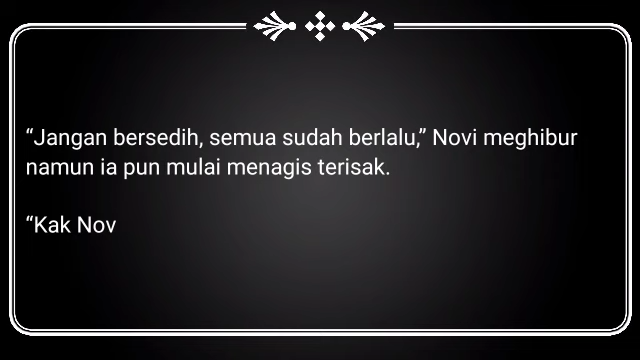 “Jangan bersedih, semua sudah berlalu,” Novi meghibur
namun ia pun mulai menagis terisak.
“Kak Nov